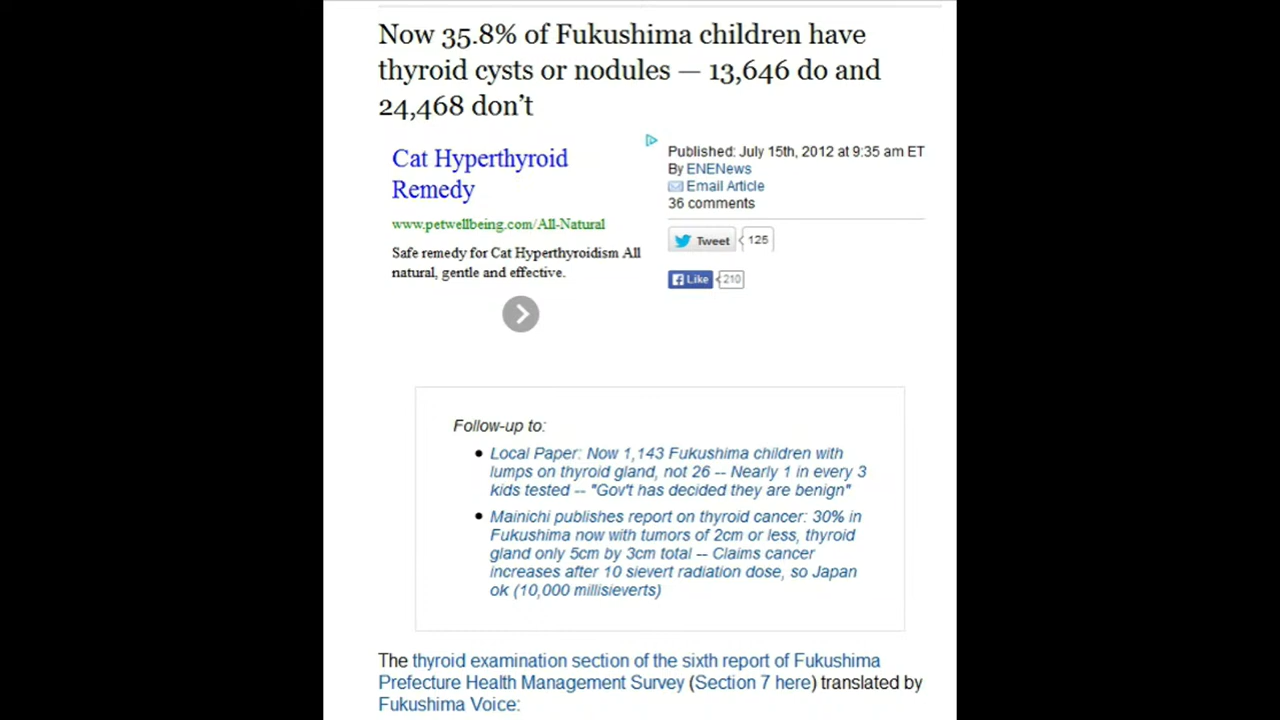 Now 35.8% of Fukushima children have
thyroid cysts or nodules — 13,646 do and
24,468 don’t
Cat Hyperthyroid
Remedy
www.petwellbeing.com/All-Natural
Safe remedy for Cat Hyperthyroidism All
natural, gentle and effective.
Published: July 15th, 2012 at 9:35 am ET
By ENENews
Email Article
36 comments
Tweet 125
Like 210
Follow-up to:
• Local Paper: Now 1,143 Fukushima children with
lumps on thyroid gland, not 26 -- Nearly 1 in every 3
kids tested -- "Gov't has decided they are benign"
• Mainichi publishes report on thyroid cancer: 30% in
Fukushima now with tumors of 2cm or less, thyroid
gland only 5cm by 3cm total -- Claims cancer
increases after 10 sievert radiation dose, so Japan
ok (10,000 millisieverts)
The thyroid examination section of the sixth report of Fukushima
Prefecture Health Management Survey (Section 7 here) translated by
Fukushima Voice: